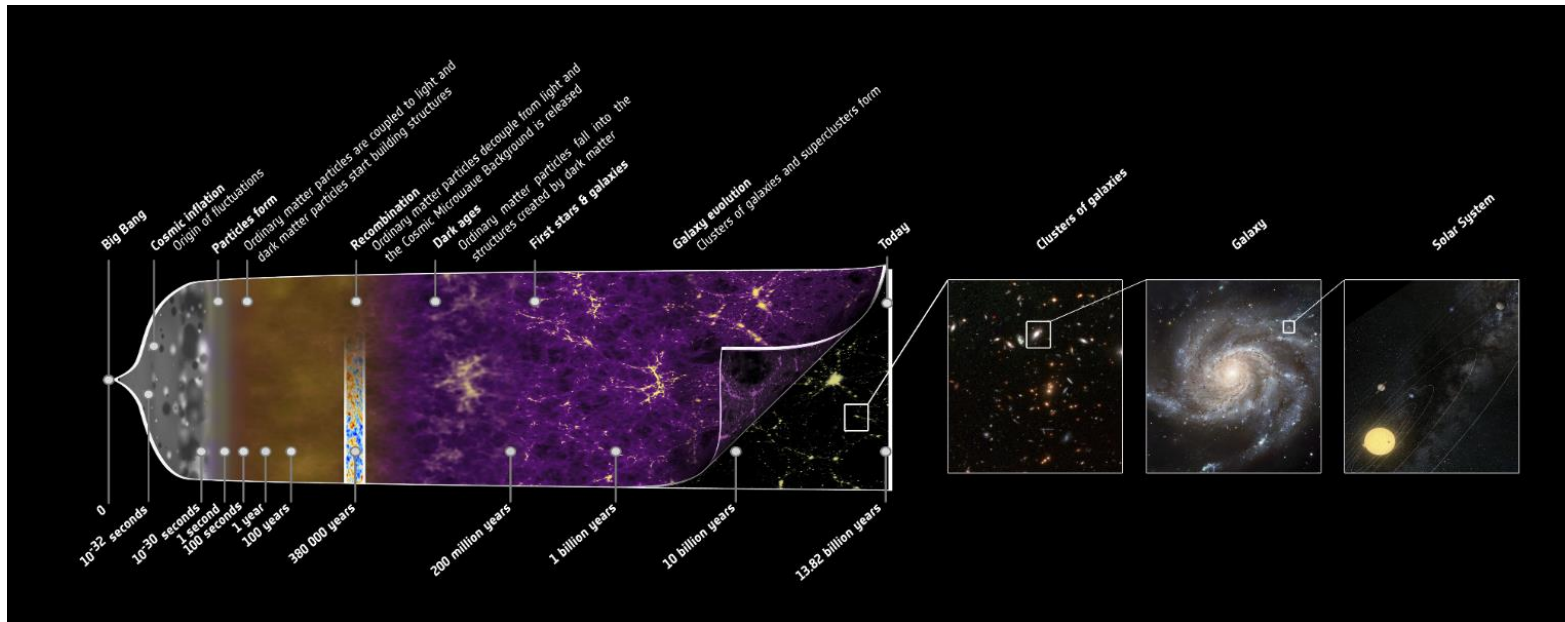 Big Bang
Cosmic inflation
Origin of fluctuations
Particles form
Ordinary matter particles are coupled to light and
dark matter particles start building structures
Recombination
Ordinary matter particles decouple from light and
the Cosmic Microwave Background is released
Dark ages
Ordinary matter particles fall into the
structures created by dark matter
First stars & galaxies
Galaxy evolution
Clusters of galaxies and superclusters form
Today
Clusters of galaxies
Galaxy
Solar System
0
10-32 seconds
10-30 seconds
1 second
100 seconds
1 year
100 years
380 000 years
200 million years
1 billion years
10 billion years
13.82 billion years